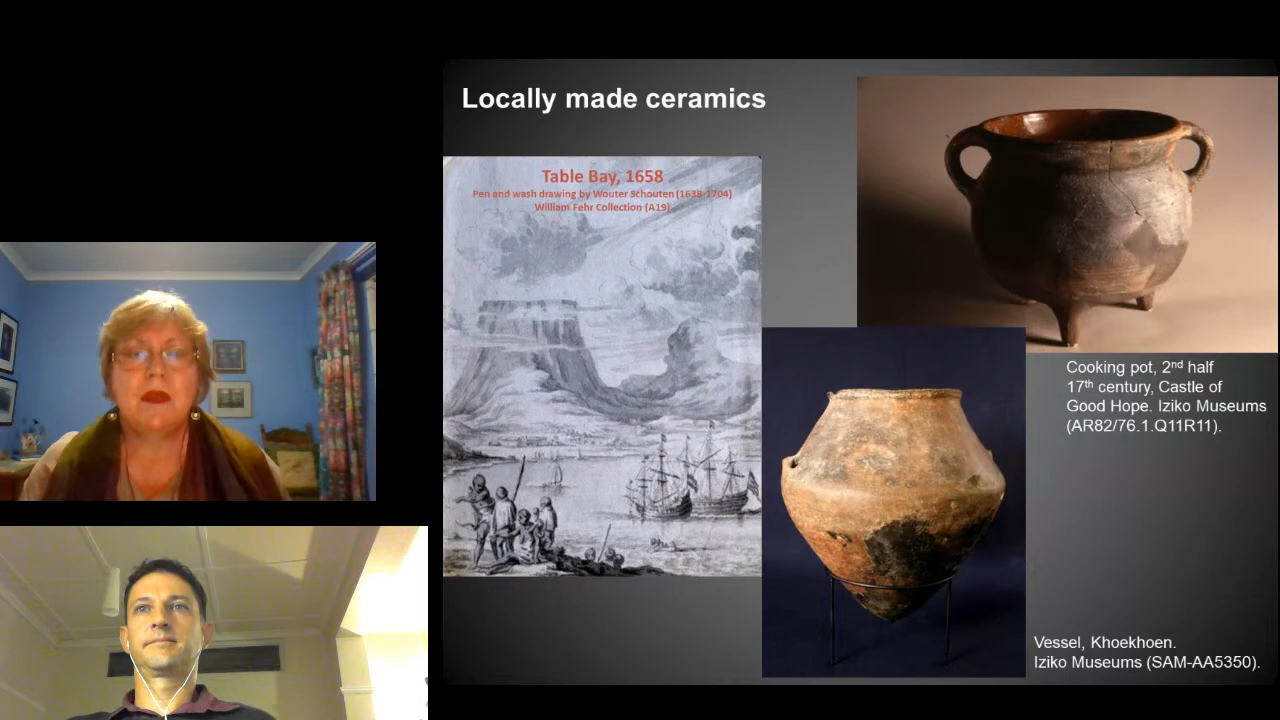 Locally made ceramics
Table Bay, 1658
Pen and wash drawing by Wouter Schouten (1638-1704)
William Fehr Collection (A19)
Cooking pot, 2nd half
17th century, Castle of
Good Hope. Iziko Museums
(AR82/76.1.Q11R11).
Vessel, Khoekhoen.
Iziko Museums (SAM-AA5350).